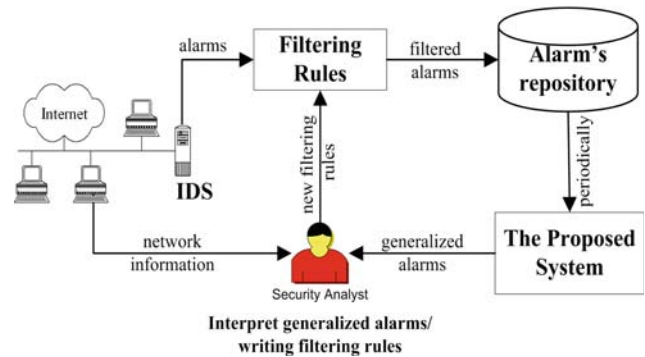 alarms
Filtering
Rules
filtered
alarms
Alarm's
repository
Internet
IDS
new filtering
rules
periodically
network
information
generalized
alarms
The Proposed
System
Security Analyst
Interpret generalized alarms/
writing filtering rules